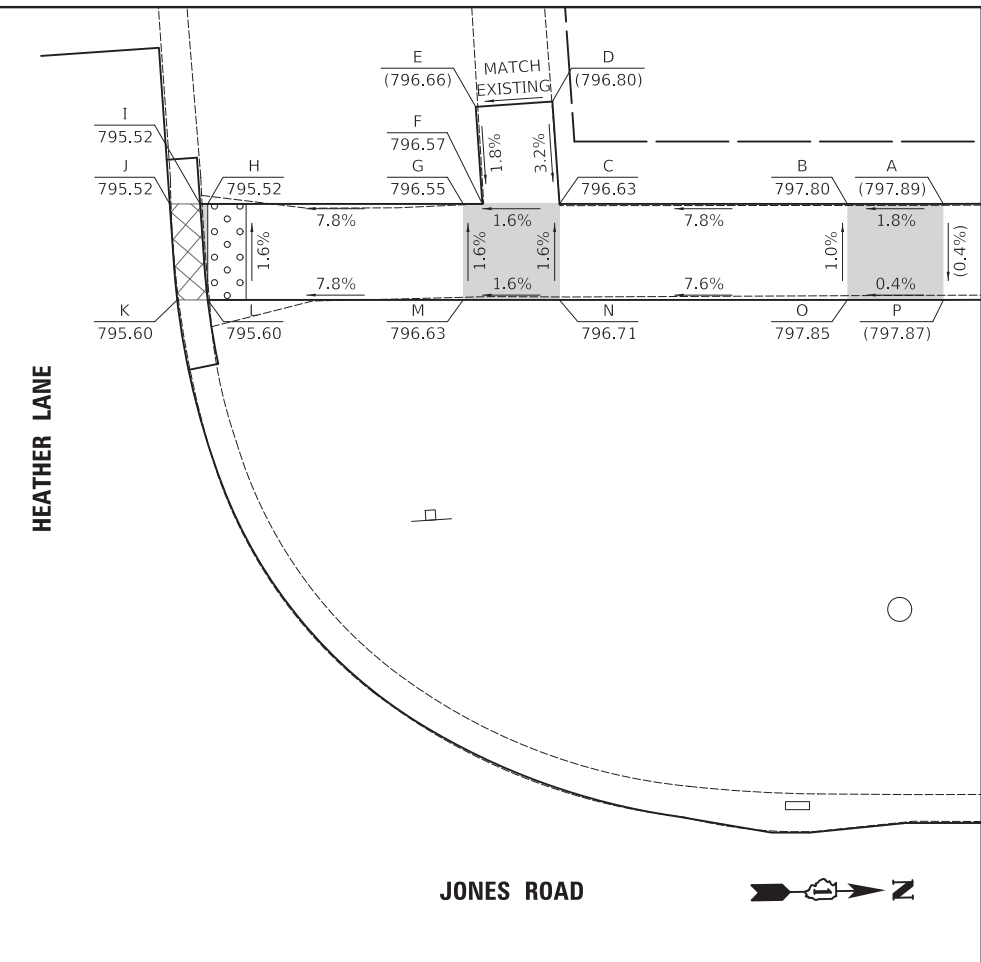 E
(796.66)
MATCH
EXISTING
D
(796.80)
I
795.52
F
796.57
1.8%
3.2%
J
795.52
H
795.52
G
796.55
C
796.63
B
797.80
A
(797.89)
7.8%
1.6%
7.8%
1.8%
1.6%
1.6%
1.6%
1.0%
(0.4%)
7.8%
1.6%
7.6%
0.4%
K
795.60
L
795.60
M
796.63
N
796.71
O
797.85
P
(797.87)
HEATHER LANE
JONES ROAD
N